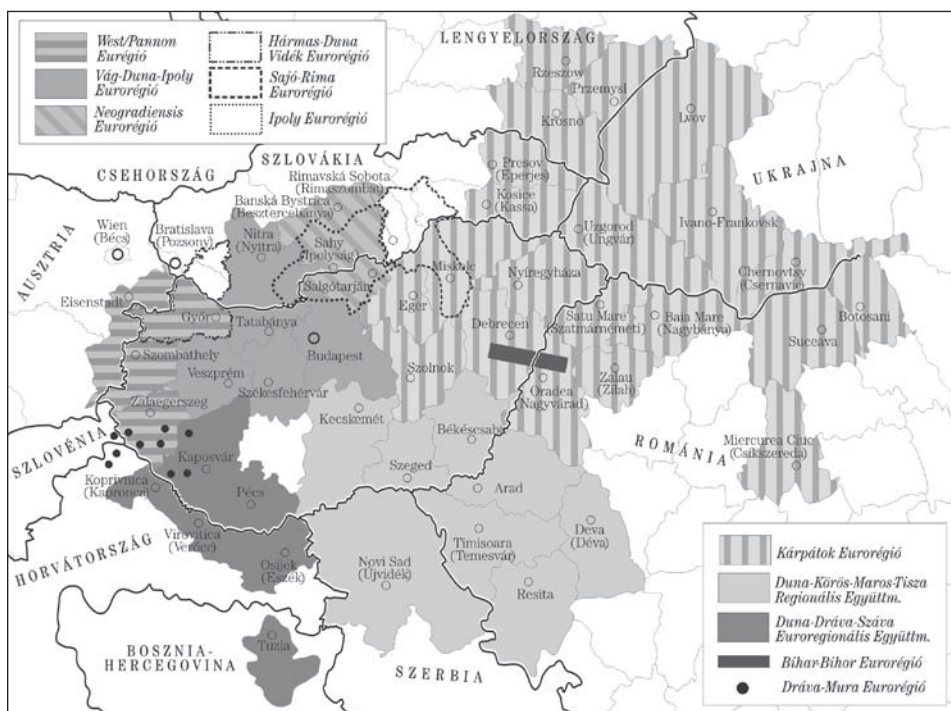 West/Pannon
Eurégió
Vág-Duna-Ipoly
Eurorégió
Neogradiensis
Eurorégió
Hármas-Duna
Vidék Eurorégió
Sajó-Rima
Eurorégió
Ipoly Eurorégió
LENGYELORSZÁG
Rzeszow
Przemysl
Krosno
Lvov
SZLOVÁKIA
CSEHORSZÁG
Rimavská Sobota
(Rimaszombat)
Presov
(Eperjes)
UKRAJNA
Banská Bystrica
(Besztercebánya)
Kosice
(Kassa)
Wien
(Bécs)
Bratislava
(Pozsony)
Nitra
(Nyitra)
Uzgorod
(Ungvár)
Ivano-Frankovsk
AUSZTRIA
Sahy
(Ipolyság)
Miskolc
Nyíregyháza
Chernovtsy
(Csernavic)
Eisenstadt
Salgótarján
Eger
Győr
Tatabánya
Debrecen
Satu Mare
(Szatmárnémeti)
Baia Mare
(Nagybánya)
Botosani
Suceava
Szombathely
Budapest
Veszprém
Székesfehérvár
Szolnok
Oradea
(Nagyvárad)
Zalau
(Zilah)
Zalaegerszeg
Kecskemét
Békéscsaba
ROMÁNIA
Miercurea Ciuc
(Csíkszereda)
SZLOVÉNIA
Kaposvár
Szeged
Koprivnica
(Kapronca)
Pécs
Arad
Virovitica
(Verőce)
Deva
(Déva)
HORVÁTORSZÁG
Timisoara
(Temesvár)
Osijek
(Eszék)
Novi Sad
(Újvidék)
Resita
Tuzla
BOSZNIA-
HERCEGOVINA
SZERBIA
Kárpátok Eurorégió
Duna-Körös-Maros-Tisza
Regionális Együttm.
Duna-Dráva-Száva
Euroregionális Együttm.
Bihar-Bihor Eurorégió
Dráva-Mura Eurorégió